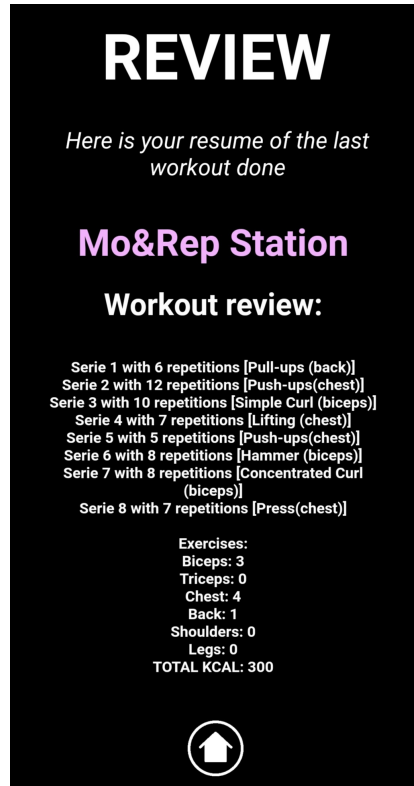 REVIEW
Here is your resume of the last
workout done
Mo&Rep Station
Workout review:
Serie 1 with 6 repetitions [Pull-ups (back)]
Serie 2 with 12 repetitions [Push-ups(chest)]
Serie 3 with 10 repetitions [Simple Curl (biceps)]
Serie 4 with 7 repetitions [Lifting (chest)]
Serie 5 with 5 repetitions [Push-ups(chest)]
Serie 6 with 8 repetitions [Hammer (biceps)]
Serie 7 with 8 repetitions [Concentrated Curl
(biceps)]
Serie 8 with 7 repetitions [Press(chest)]
Exercises:
Biceps: 3
Triceps: 0
Chest: 4
Back: 1
Shoulders: 0
Legs: 0
TOTAL KCAL: 300